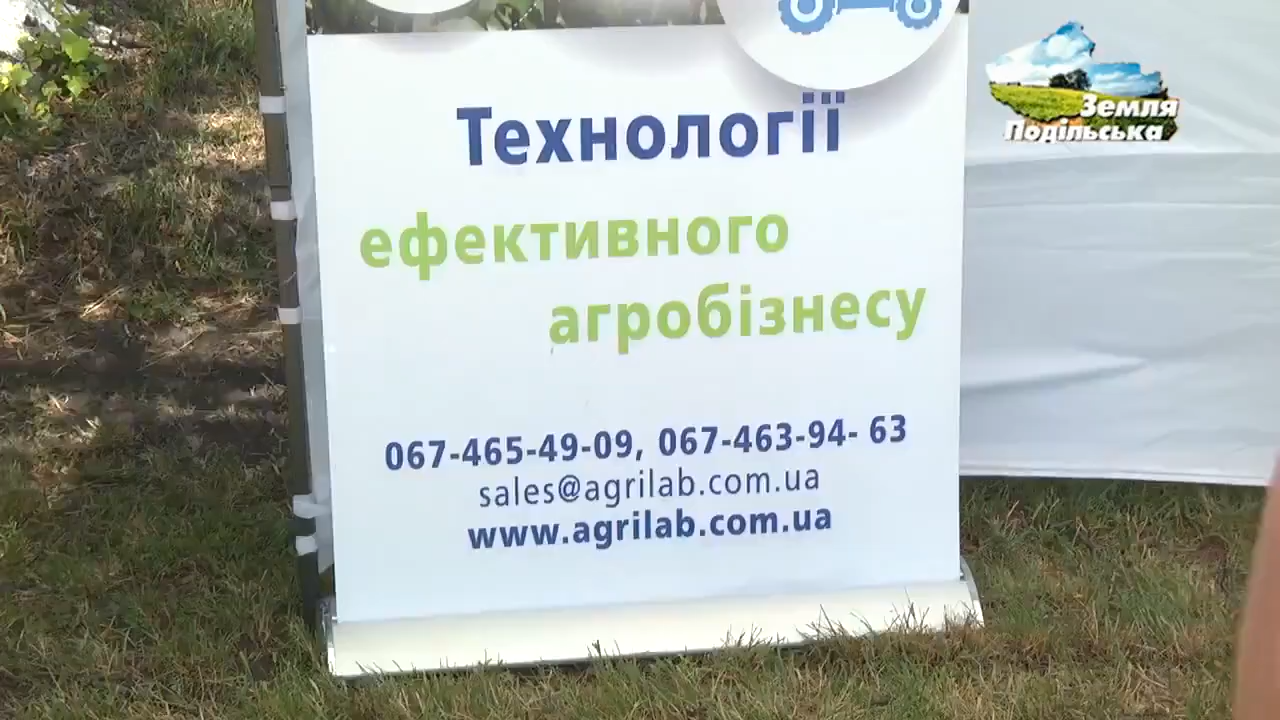 Технології
ефективного
агробізнесу
067-465-49-09, 067-463-94- 63
sales@agrilab.com.ua
www.agrilab.com.ua
Земля
Подільська